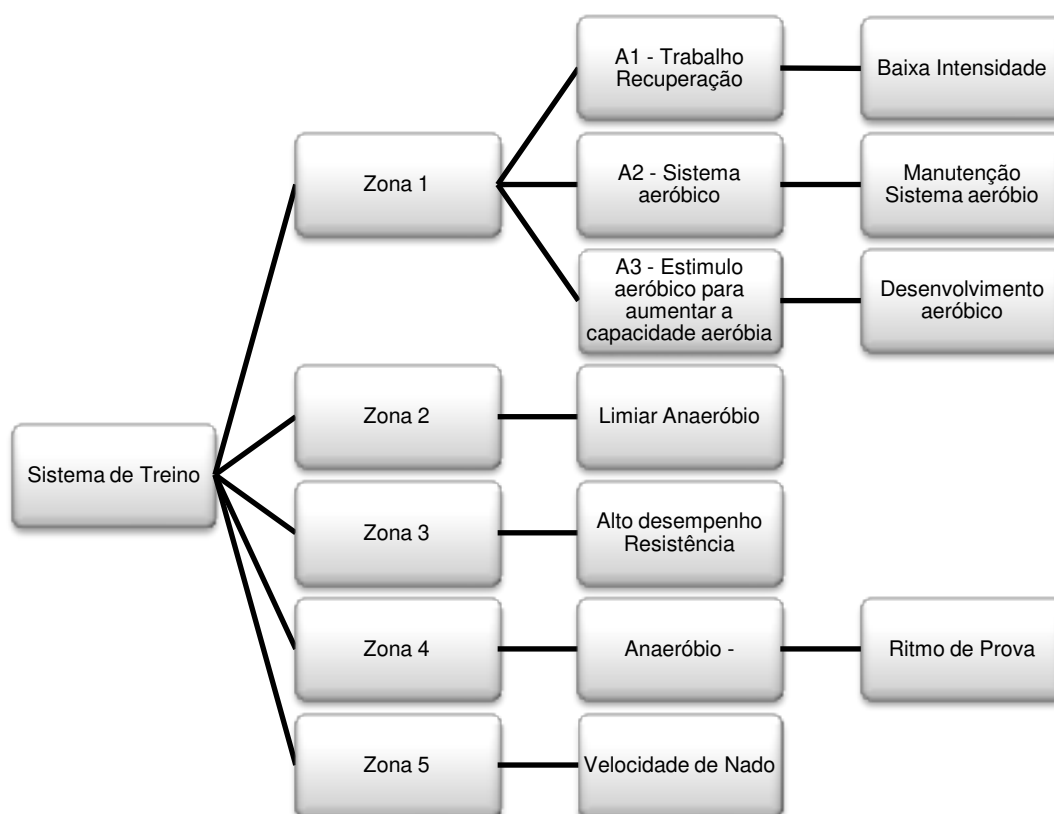 A1 - Trabalho
Recuperação
Baixa Intensidade
Zona 1
A2 - Sistema
aeróbico
Manutenção
Sistema aeróbio
A3 - Estimulo
aeróbico para
aumentar a
capacidade aeróbia
Desenvolvimento
aeróbico
Sistema de Treino
Zona 2
Limiar Anaeróbio
Zona 3
Alto desempenho
Resistência
Zona 4
Anaeróbio -
Ritmo de Prova
Zona 5
Velocidade de Nado